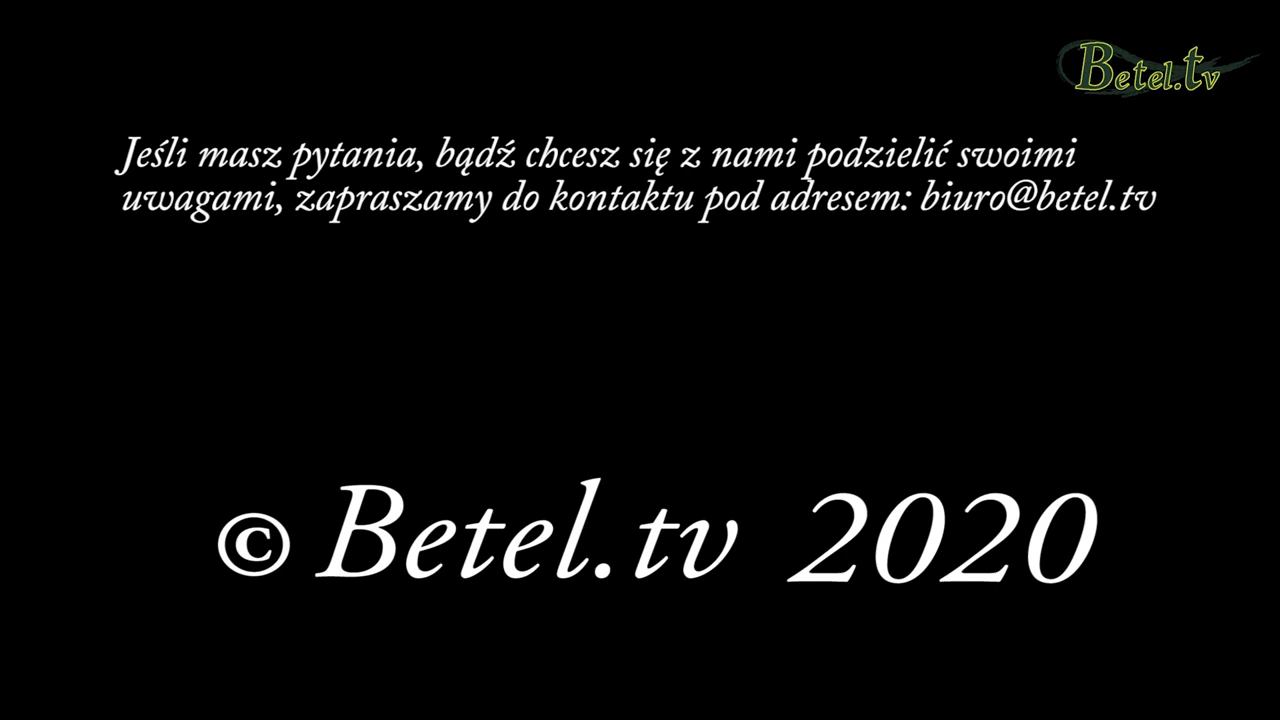 Betel.tv
Jeśli masz pytania, bądź chcesz się z nami podzielić swoimi
uwagami, zapraszamy do kontaktu pod adresem: biuro@betel.tv
© Betel.tv 2020